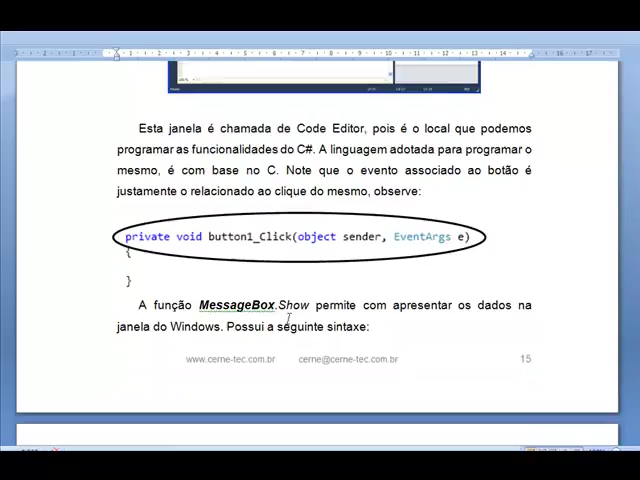 Esta janela é chamada de Code Editor, pois é o local que podemos
programar as funcionalidades do C#. A linguagem adotada para programar o
mesmo, é com base no C. Note que o evento associado ao botão é
justamente o relacionado ao clique do mesmo, observe:
private void button1_Click(object sender, EventArgs e)
{
}
A função MessageBox.Show permite com apresentar os dados na
janela do Windows. Possui a seguinte sintaxe:
www.cerne-tec.com.br cerne@cerne-tec.com.br 15